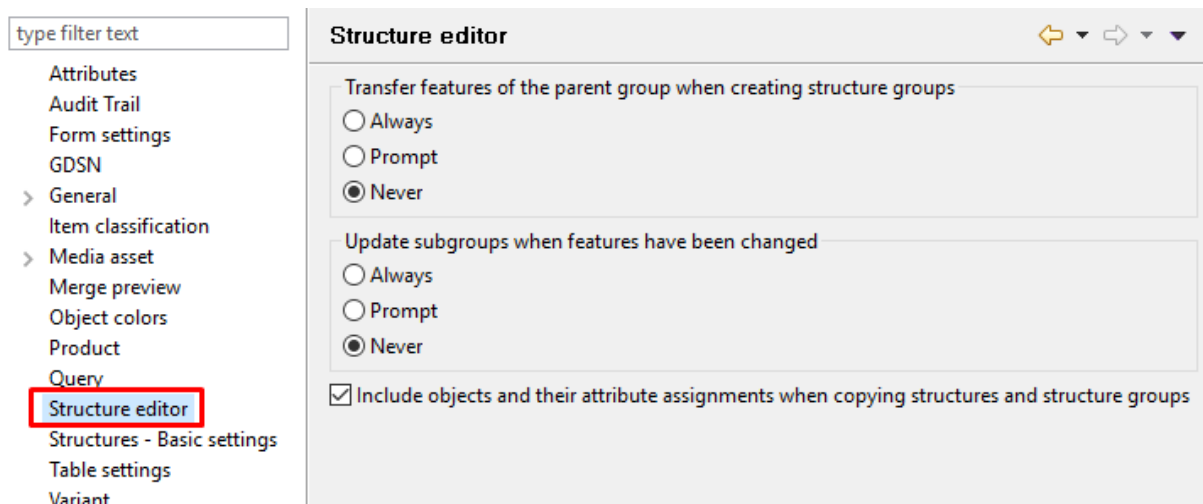 type filter text
Attributes
Audit Trail
Form settings
GDSN
General
Item classification
Media asset
Merge preview
Object colors
Product
Query
Structure editor
Structures - Basic settings
Table settings
Variant
Structure editor
Transfer features of the parent group when creating structure groups
Always
Prompt
Never
Update subgroups when features have been changed
Always
Prompt
Never
Include objects and their attribute assignments when copying structures and structure groups